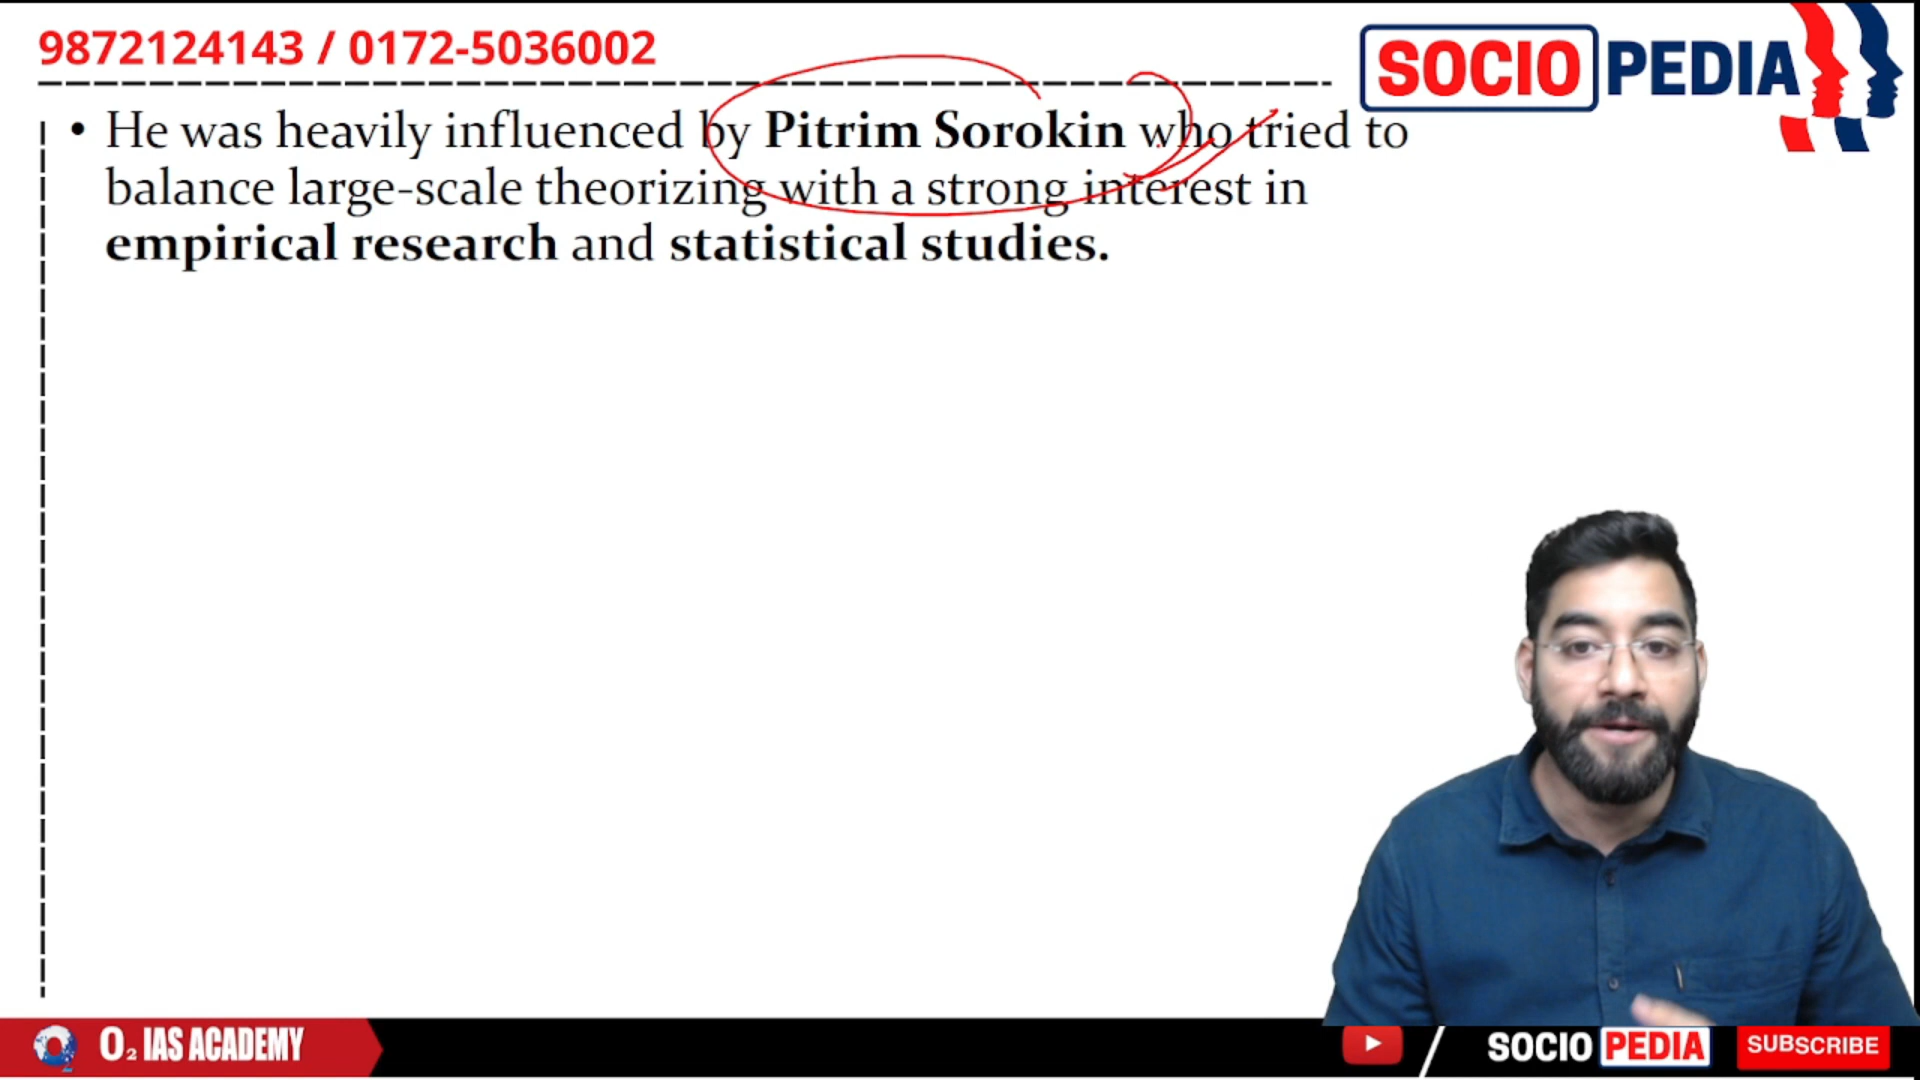 9872124143 / 0172-5036002
SOCIO PEDIA
• He was heavily influenced by Pitrim Sorokin who tried to
balance large-scale theorizing with a strong interest in
empirical research and statistical studies.
O2 IAS ACADEMY
SOCIO PEDIA
SUBSCRIBE